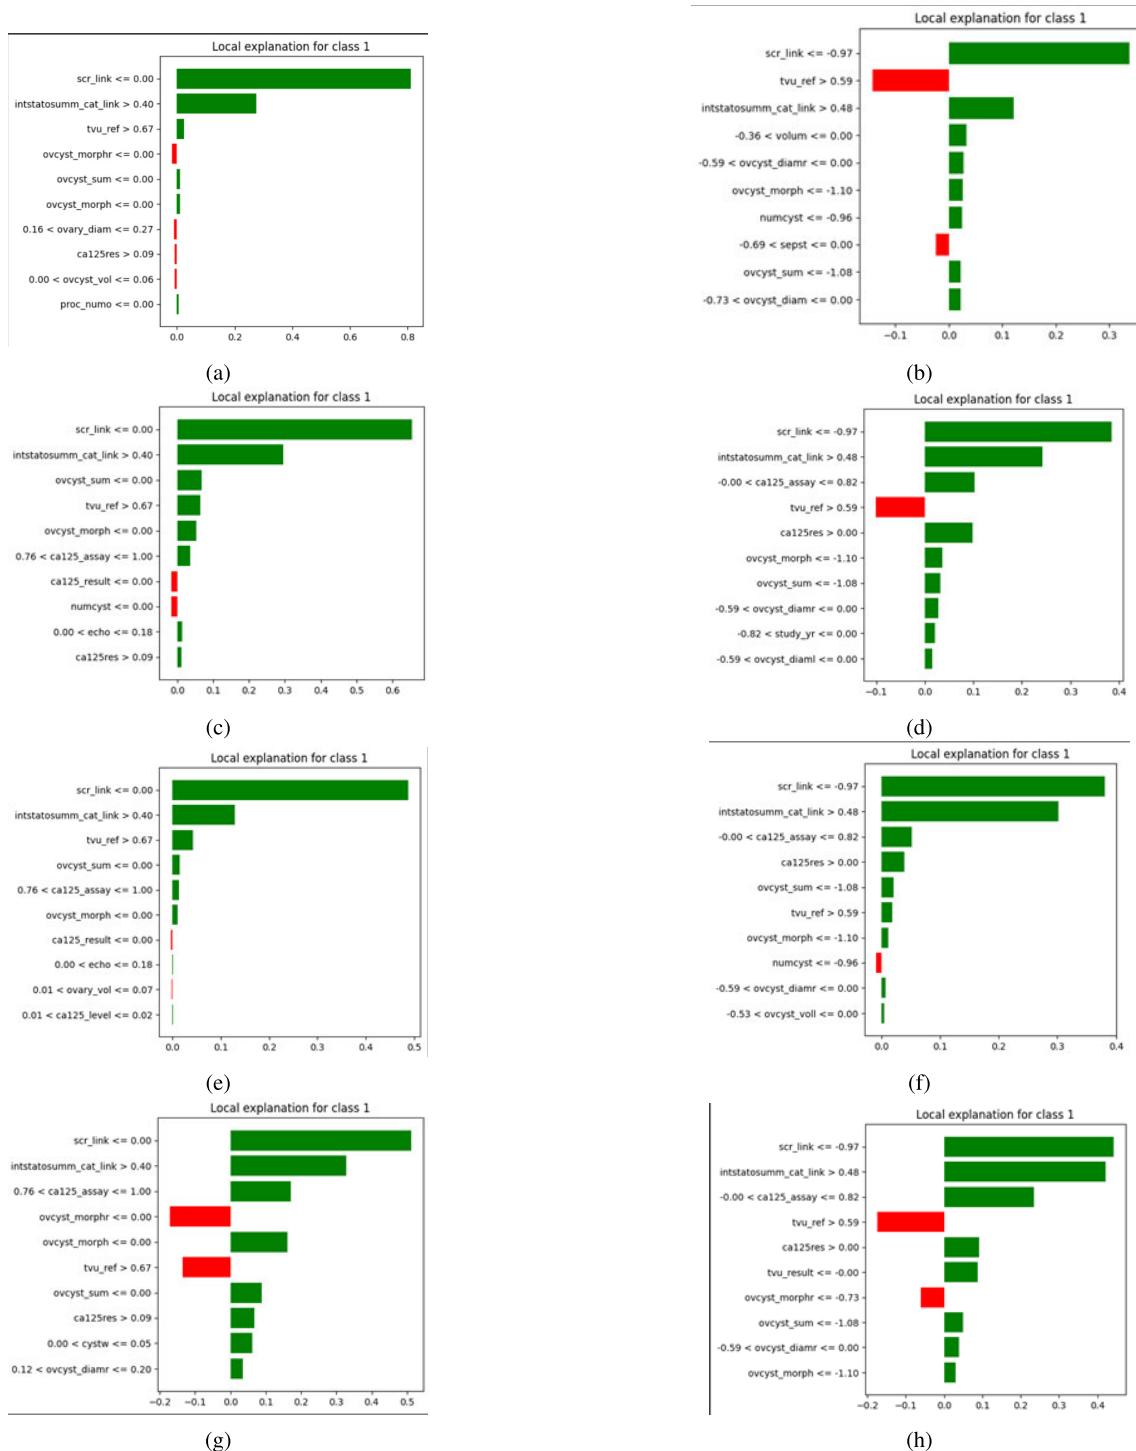 Local explanation for class 1
scr_link <= 0.00
intstatosumm_cat_link > 0.40
tvu_ref > 0.67
ovcyst_morphr <= 0.00
ovcyst_sum <= 0.00
ovcyst_morph <= 0.00
0.16 < ovary_diam <= 0.27
ca125res > 0.09
0.00 < ovcyst_vol <= 0.06
proc_numo <= 0.00
0.0 0.2 0.4 0.6 0.8
(a)
Local explanation for class 1
scr_link <= -0.97
tvu_ref > 0.59
intstatosumm_cat_link > 0.48
-0.36 < volum <= 0.00
-0.59 < ovcyst_diamr <= 0.00
ovcyst_morph <= -1.10
numcyst <= -0.96
-0.69 < sepst <= 0.00
ovcyst_sum <= -1.08
-0.73 < ovcyst_diam <= 0.00
−0.1 0.0 0.1 0.2 0.3
(b)
Local explanation for class 1
scr_link <= 0.00
intstatosumm_cat_link > 0.40
ovcyst_sum <= 0.00
tvu_ref > 0.67
ovcyst_morph <= 0.00
0.76 < ca125_assay <= 1.00
ca125_result <= 0.00
numcyst <= 0.00
0.00 < echo <= 0.18
ca125res > 0.09
0.0 0.1 0.2 0.3 0.4 0.5 0.6
(c)
Local explanation for class 1
scr_link <= -0.97
intstatosumm_cat_link > 0.48
-0.00 < ca125_assay <= 0.82
tvu_ref > 0.59
ca125res > 0.00
ovcyst_morph <= -1.10
ovcyst_sum <= -1.08
-0.59 < ovcyst_diamr <= 0.00
-0.82 < study_yr <= 0.00
-0.59 < ovcyst_diaml <= 0.00
−0.1 0.0 0.1 0.2 0.3 0.4
(d)
Local explanation for class 1
scr_link <= 0.00
intstatosumm_cat_link > 0.40
tvu_ref > 0.67
ovcyst_sum <= 0.00
0.76 < ca125_assay <= 1.00
ovcyst_morph <= 0.00
ca125_result <= 0.00
0.00 < echo <= 0.18
0.01 < ovary_vol <= 0.07
0.01 < ca125_level <= 0.02
0.0 0.1 0.2 0.3 0.4 0.5
(e)
Local explanation for class 1
scr_link <= -0.97
intstatosumm_cat_link > 0.48
-0.00 < ca125_assay <= 0.82
ca125res > 0.00
ovcyst_sum <= -1.08
tvu_ref > 0.59
ovcyst_morph <= -1.10
numcyst <= -0.96
-0.59 < ovcyst_diamr <= 0.00
-0.53 < ovcyst_voll <= 0.00
0.0 0.1 0.2 0.3 0.4
(f)
Local explanation for class 1
scr_link <= 0.00
intstatosumm_cat_link > 0.40
0.76 < ca125_assay <= 1.00
ovcyst_morphr <= 0.00
ovcyst_morph <= 0.00
tvu_ref > 0.67
ovcyst_sum <= 0.00
ca125res > 0.09
0.00 < cystw <= 0.05
0.12 < ovcyst_diamr <= 0.20
−0.2 −0.1 0.0 0.1 0.2 0.3 0.4 0.5
(g)
Local explanation for class 1
scr_link <= -0.97
intstatosumm_cat_link > 0.48
-0.00 < ca125_assay <= 0.82
tvu_ref > 0.59
ca125res > 0.00
tvu_result <= -0.00
ovcyst_morphr <= -0.73
ovcyst_sum <= -1.08
-0.59 < ovcyst_diamr <= 0.00
ovcyst_morph <= -1.10
−0.2 −0.1 0.0 0.1 0.2 0.3 0.4
(h)